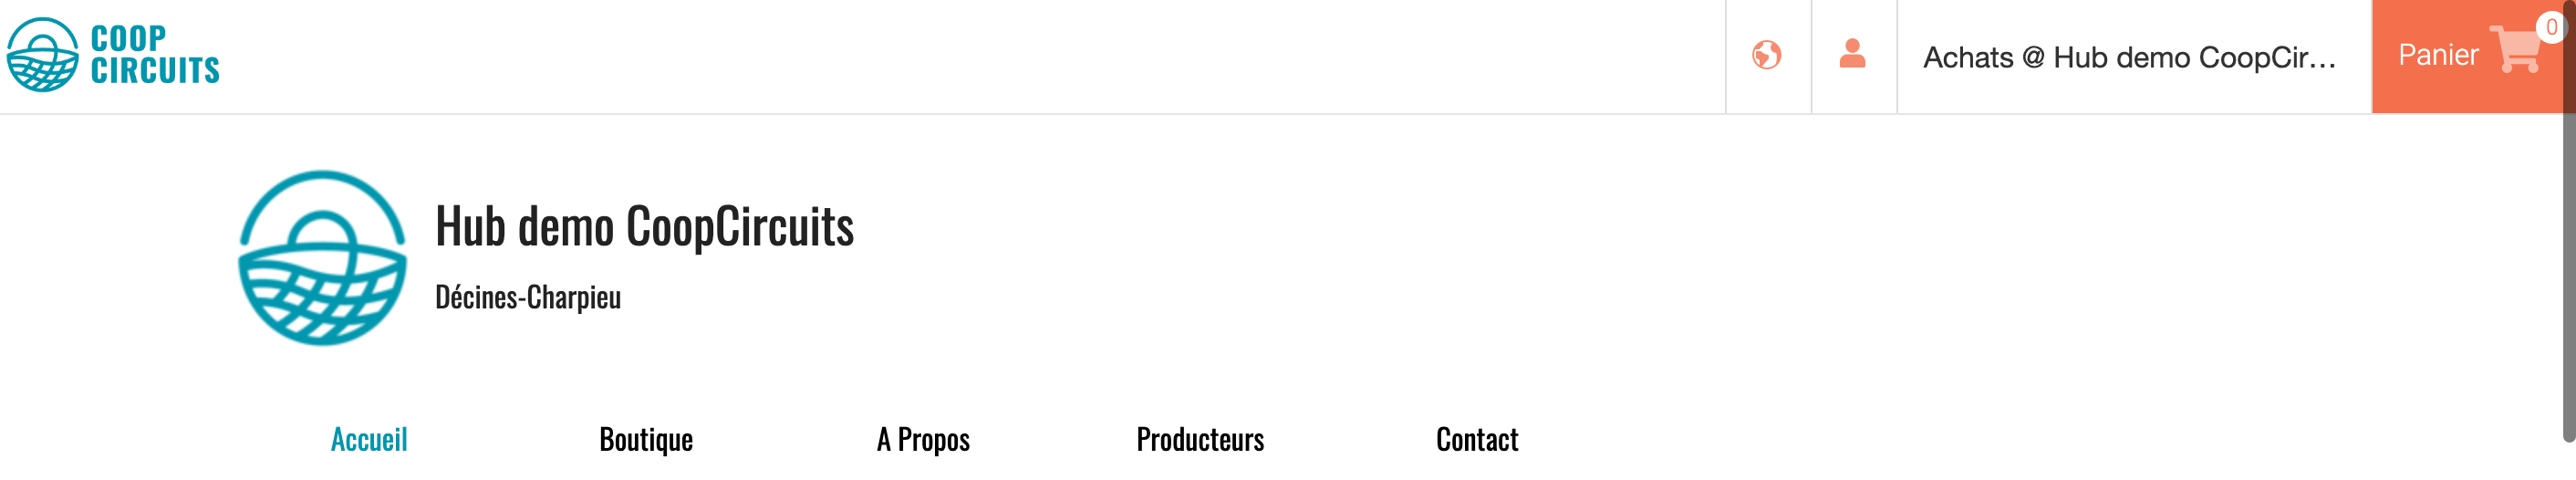 COOP
CIRCUITS
Achats @ Hub demo CoopCir...
Panier
0
Hub demo CoopCircuits
Décines-Charpieu
Accueil
Boutique
A Propos
Producteurs
Contact